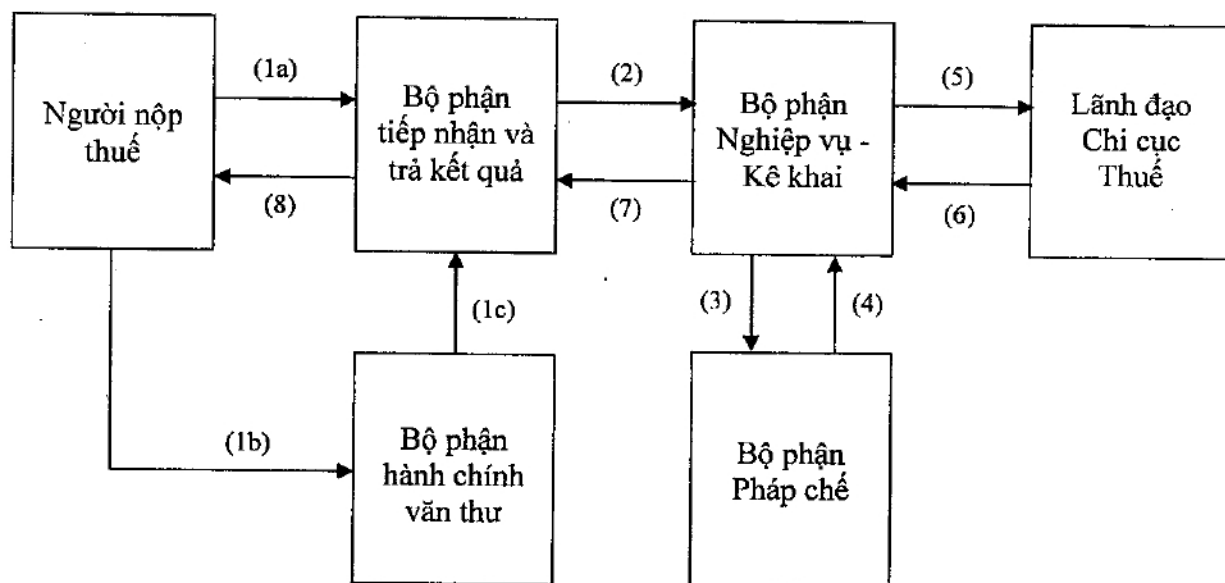 (1a)
(2)
(5)
Người nộp
thuế
Bộ phận
tiếp nhận và
trả kết quả
Bộ phận
Nghiệp vụ -
Kê khai
Lãnh đạo
Chi cục
Thuế
(8)
(7)
(6)
(1c)
(3)
(4)
(1b)
Bộ phận
hành chính
văn thư
Bộ phận
Pháp chế